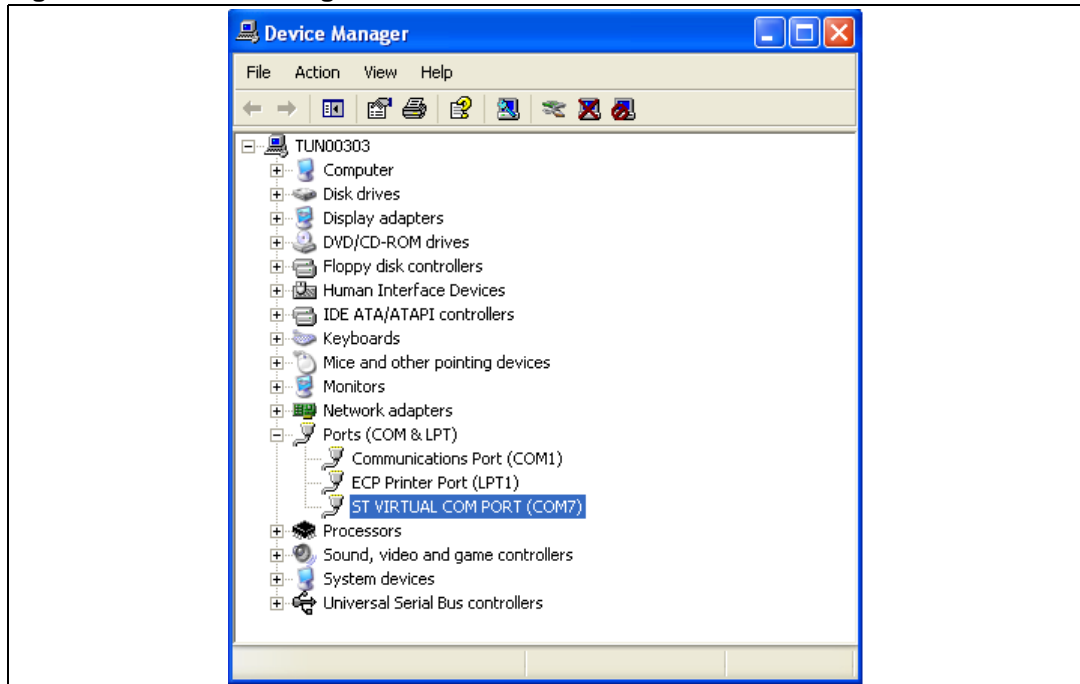 Device Manager
File Action View Help
TUN00303
Computer
Disk drives
Display adapters
DVD/CD-ROM drives
Floppy disk controllers
Human Interface Devices
IDE ATA/ATAPI controllers
Keyboards
Mice and other pointing devices
Monitors
Network adapters
Ports (COM & LPT)
Communications Port (COM1)
ECP Printer Port (LPT1)
ST VIRTUAL COM PORT (COM7)
Processors
Sound, video and game controllers
System devices
Universal Serial Bus controllers